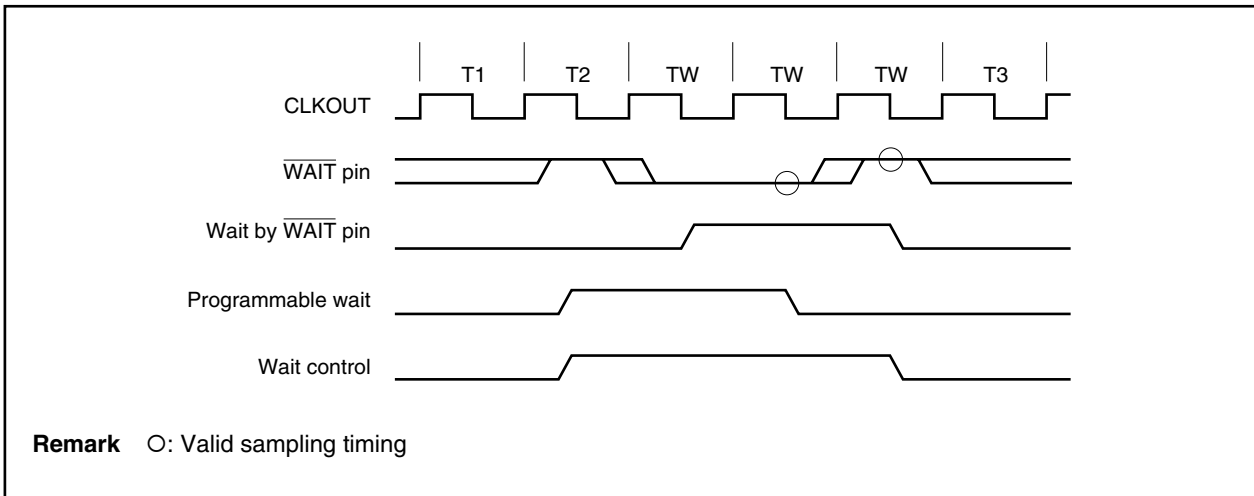 T1 T2 TW TW TW T3
CLKOUT
WAIT pin
Wait by WAIT pin
Programmable wait
Wait control
Remark ○: Valid sampling timing